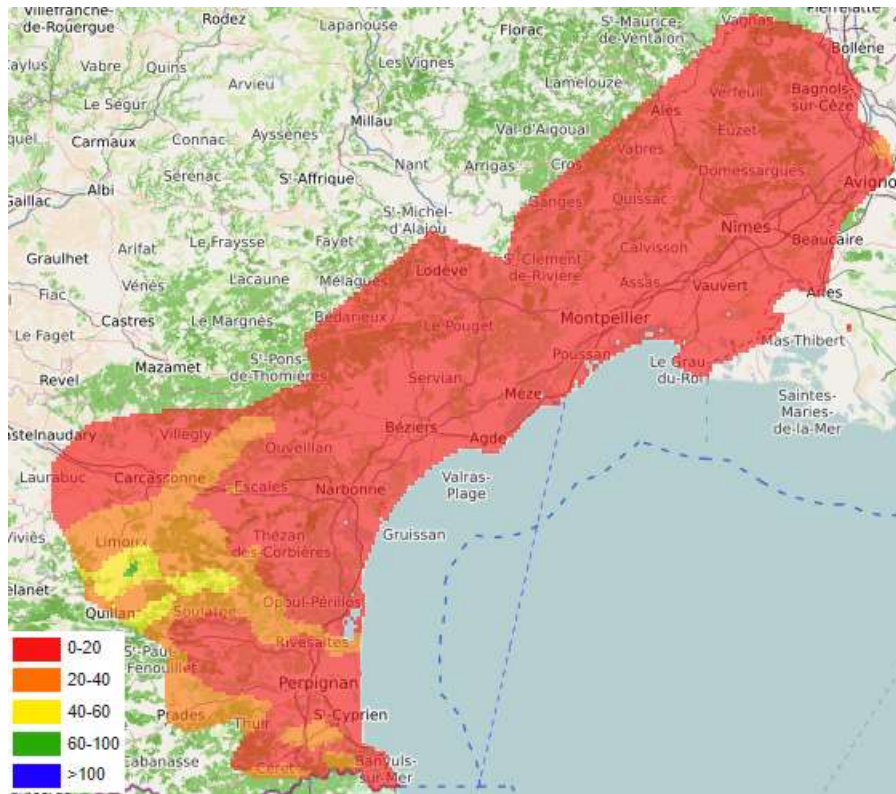 Villefranche-
de-Rouergue
Rodez
Lapanouse
Florac
St-Maurice-
de-Ventalon
Vagnas
Pierrelatte
Bollène
Caylus
Vabre
Quins
Arvieu
Les Vignes
Lamelouze
Verfeuil
Bagnols-
sur-Cèze
Le Ségur
Millau
Alès
Carmaux
Connac
Ayssènes
Val-d'Aigoual
Euzet
Vabres
Sérénac
St-Affrique
Nant
Arrigas
Cros
Domessargues
Albi
Avigno
Gaillac
St-Michel-
d'Alajou
Ganges
Quissac
Nîmes
Arifat
Le Fraysse
Fayet
Calvisson
Beaucaire
Graulhet
Lodève
St-Clément-
de-Rivière
Vénès
Lacaune
Mélagues
Assas
Vauvert
Arles
Fiac
Castres
Le Margnès
Bédarieux
Le Pouget
Montpellier
Le Faget
Mas-Thibert
Mazamet
St-Pons-
de-Thomières
Poussan
Le Grau-
du-Roi
Revel
Servian
Mèze
Saintes-
Maries-
de-la-Mer
Castelnaudary
Villegly
Ouveillan
Béziers
Agde
Laurabuc
Carcassonne
Escales
Narbonne
Valras-
Plage
Viviès
Limoux
Thézan
des-Corbières
Gruissan
elanet
Quillan
Soulatgé
Opoul-Périllos
Rivesaltes
St-Paul-
Fenouillet
Perpignan
Prades
Thuir
St-Cyprien
Cabanasse
Céret
Banyuls-
sur-Mer
0-20
20-40
40-60
60-100
>100